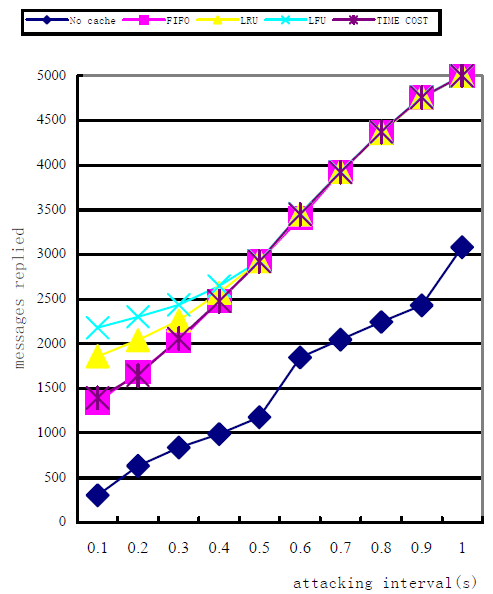 No cache FIFO LRU LFU TIME COST
5000
4500
4000
3500
3000
2500
2000
1500
1000
500
0
messages replied
0.1 0.2 0.3 0.4 0.5 0.6 0.7 0.8 0.9 1
attacking interval(s)